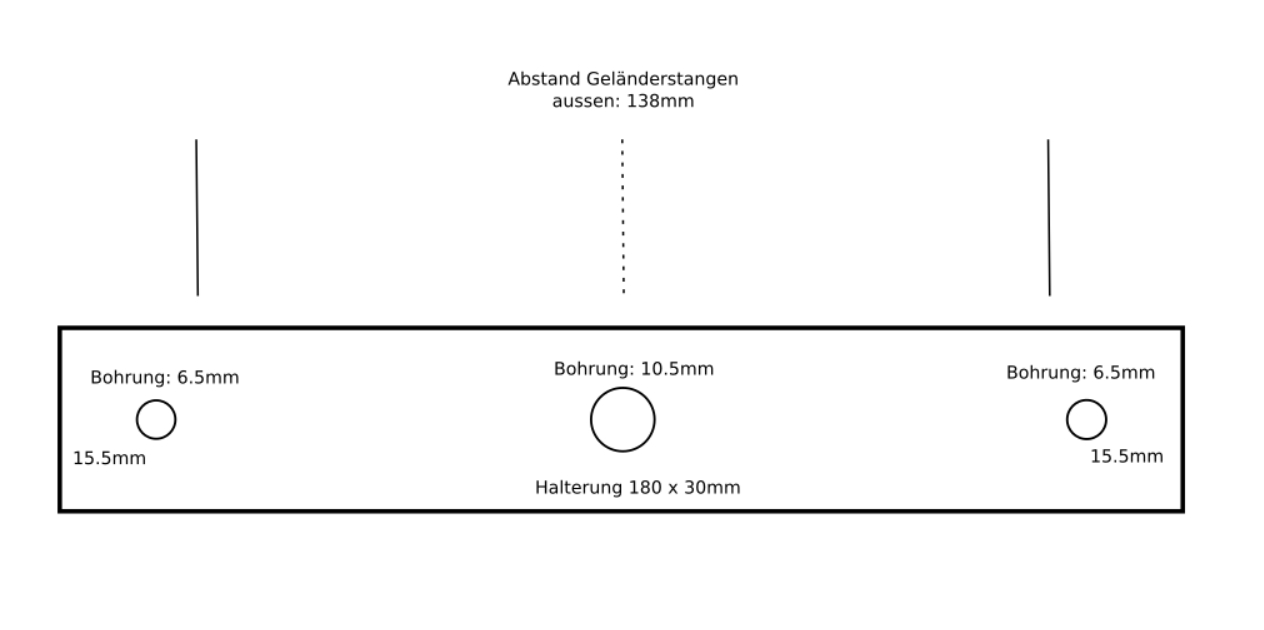 Abstand Geländerstangen
aussen: 138mm
Bohrung: 6.5mm
Bohrung: 10.5mm
Bohrung: 6.5mm
15.5mm
15.5mm
Halterung 180 x 30mm